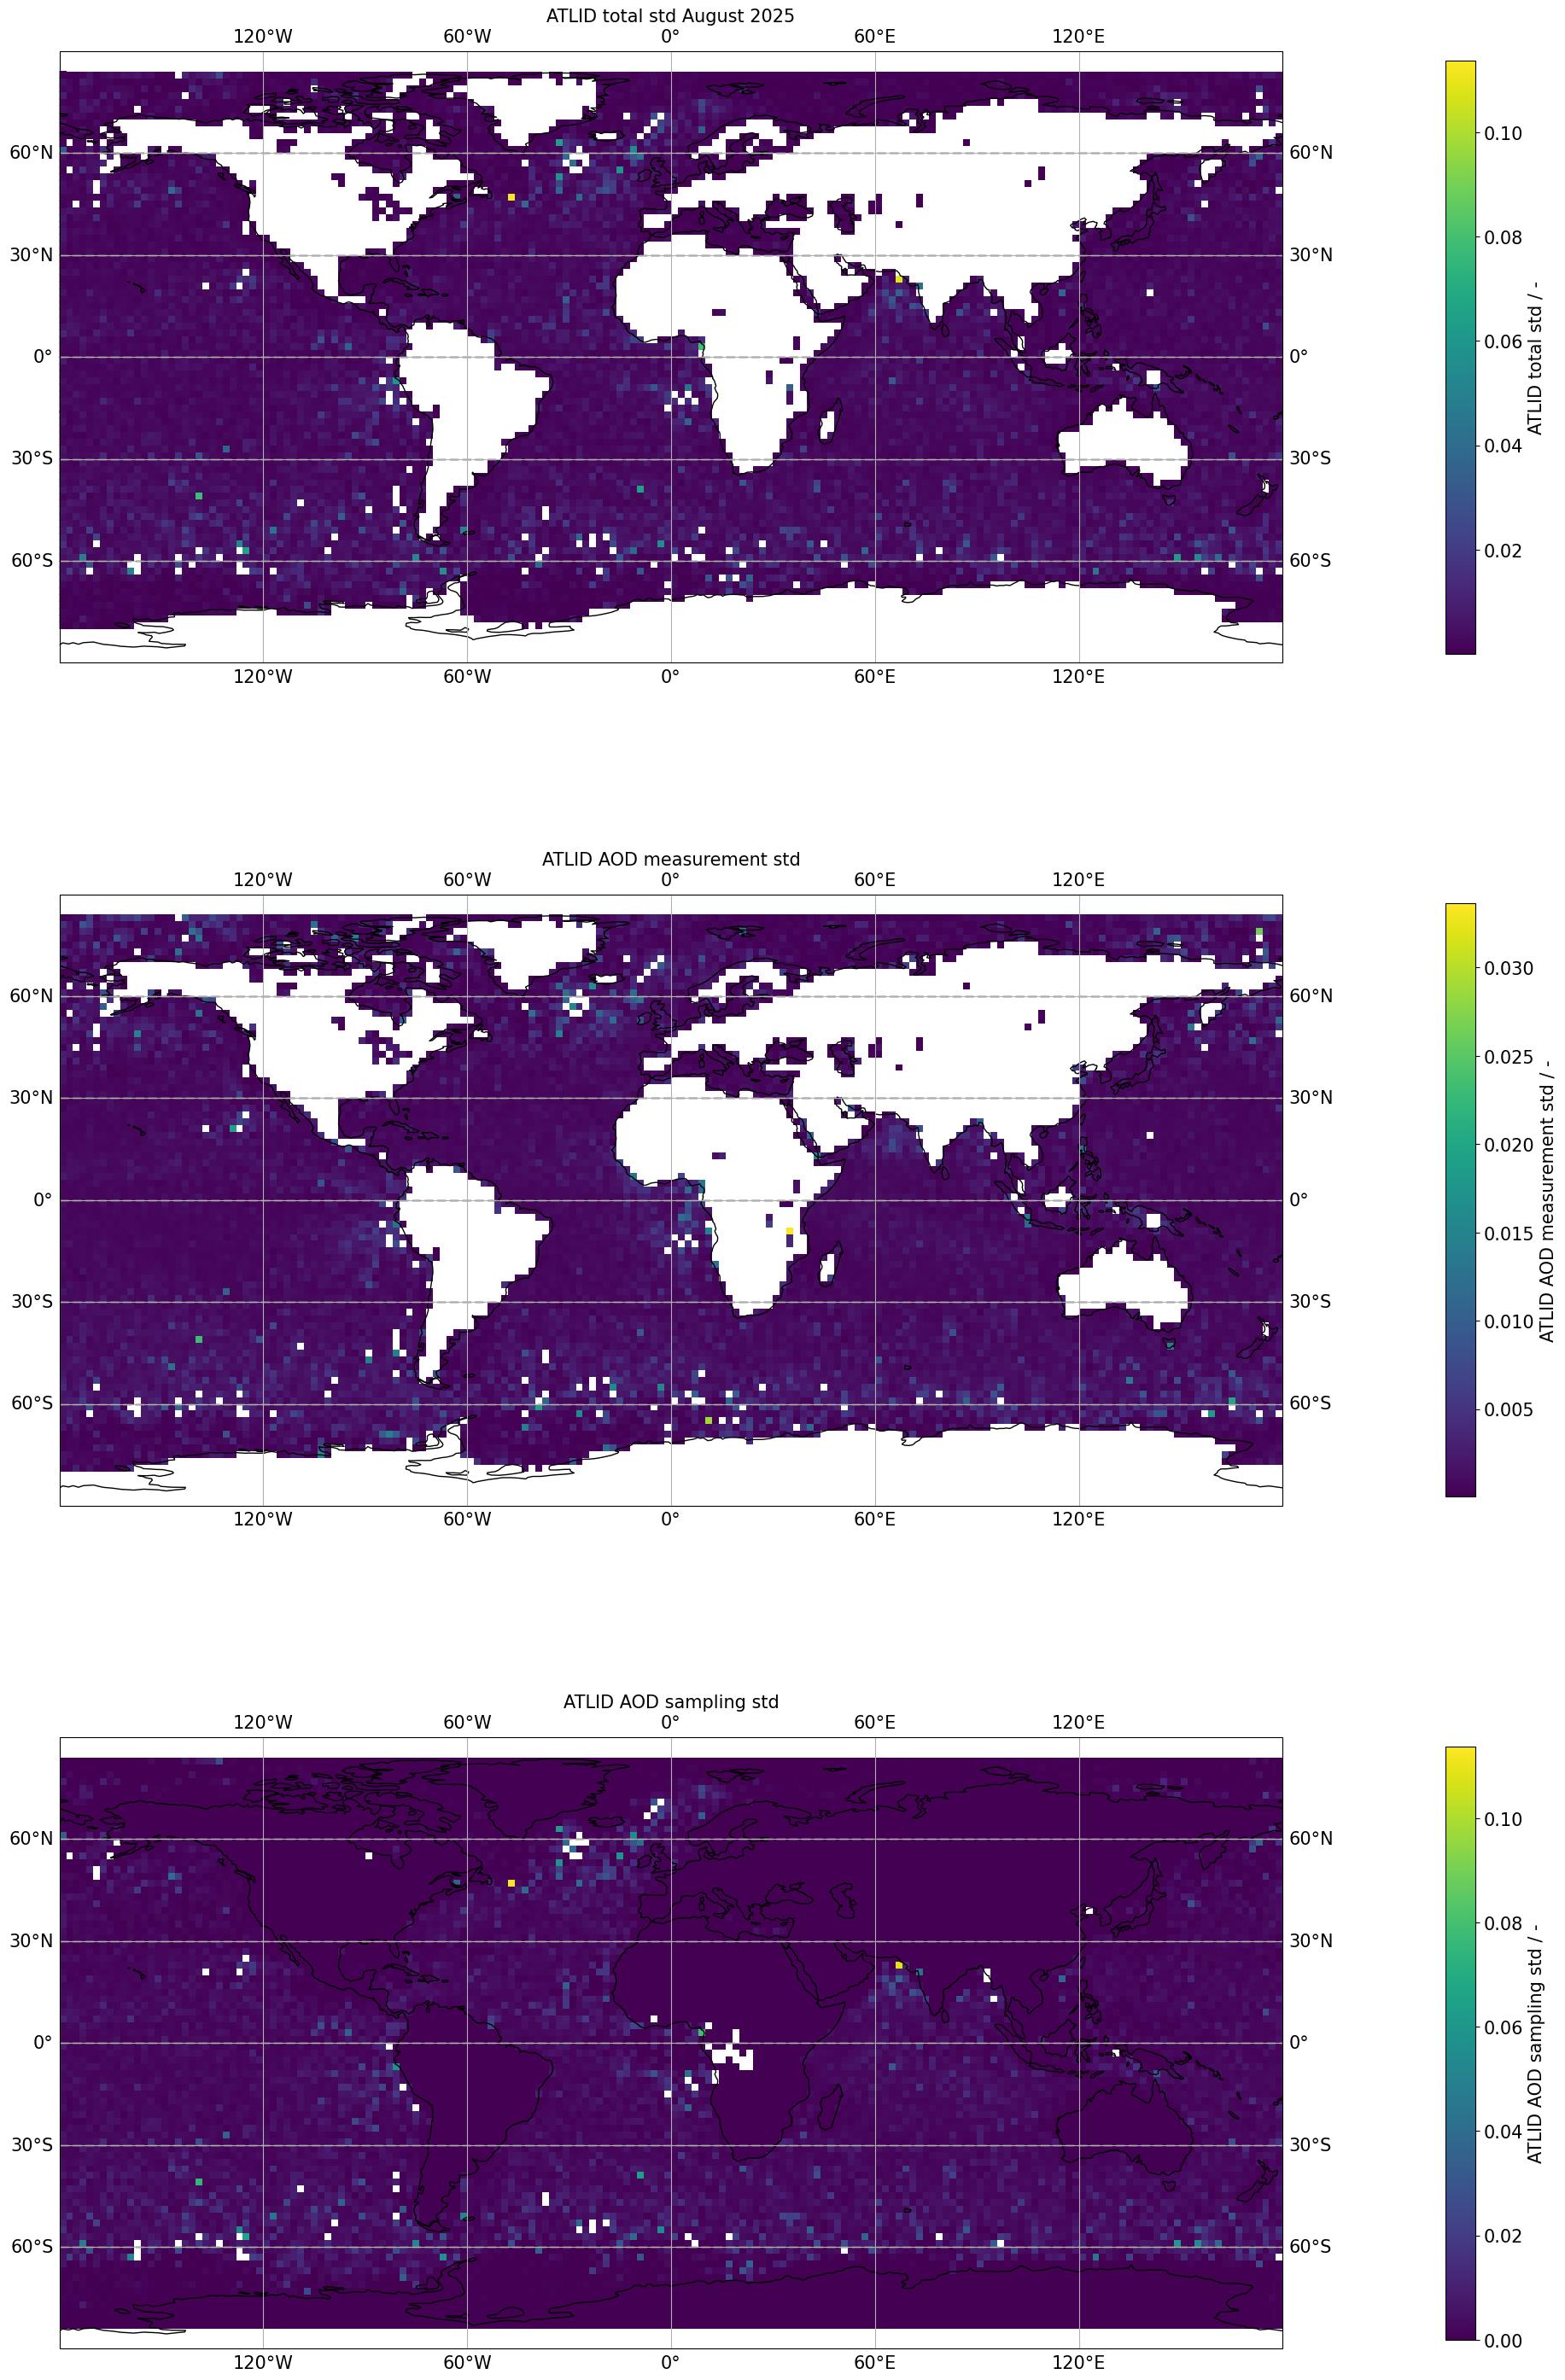 ATLID total std August 2025
120°W 60°W 0° 60°E 120°E
60°N 60°N
30°N 30°N
0° 0°
30°S 30°S
60°S 60°S
120°W 60°W 0° 60°E 120°E
0.10
0.08
0.06
0.04
0.02
ATLID total std / -
ATLID AOD measurement std
120°W 60°W 0° 60°E 120°E
60°N 60°N
30°N 30°N
0° 0°
30°S 30°S
60°S 60°S
120°W 60°W 0° 60°E 120°E
0.030
0.025
0.020
0.015
0.010
0.005
ATLID AOD measurement std / -
ATLID AOD sampling std
120°W 60°W 0° 60°E 120°E
60°N 60°N
30°N 30°N
0° 0°
30°S 30°S
60°S 60°S
120°W 60°W 0° 60°E 120°E
0.10
0.08
0.06
0.04
0.02
0.00
ATLID AOD sampling std / -